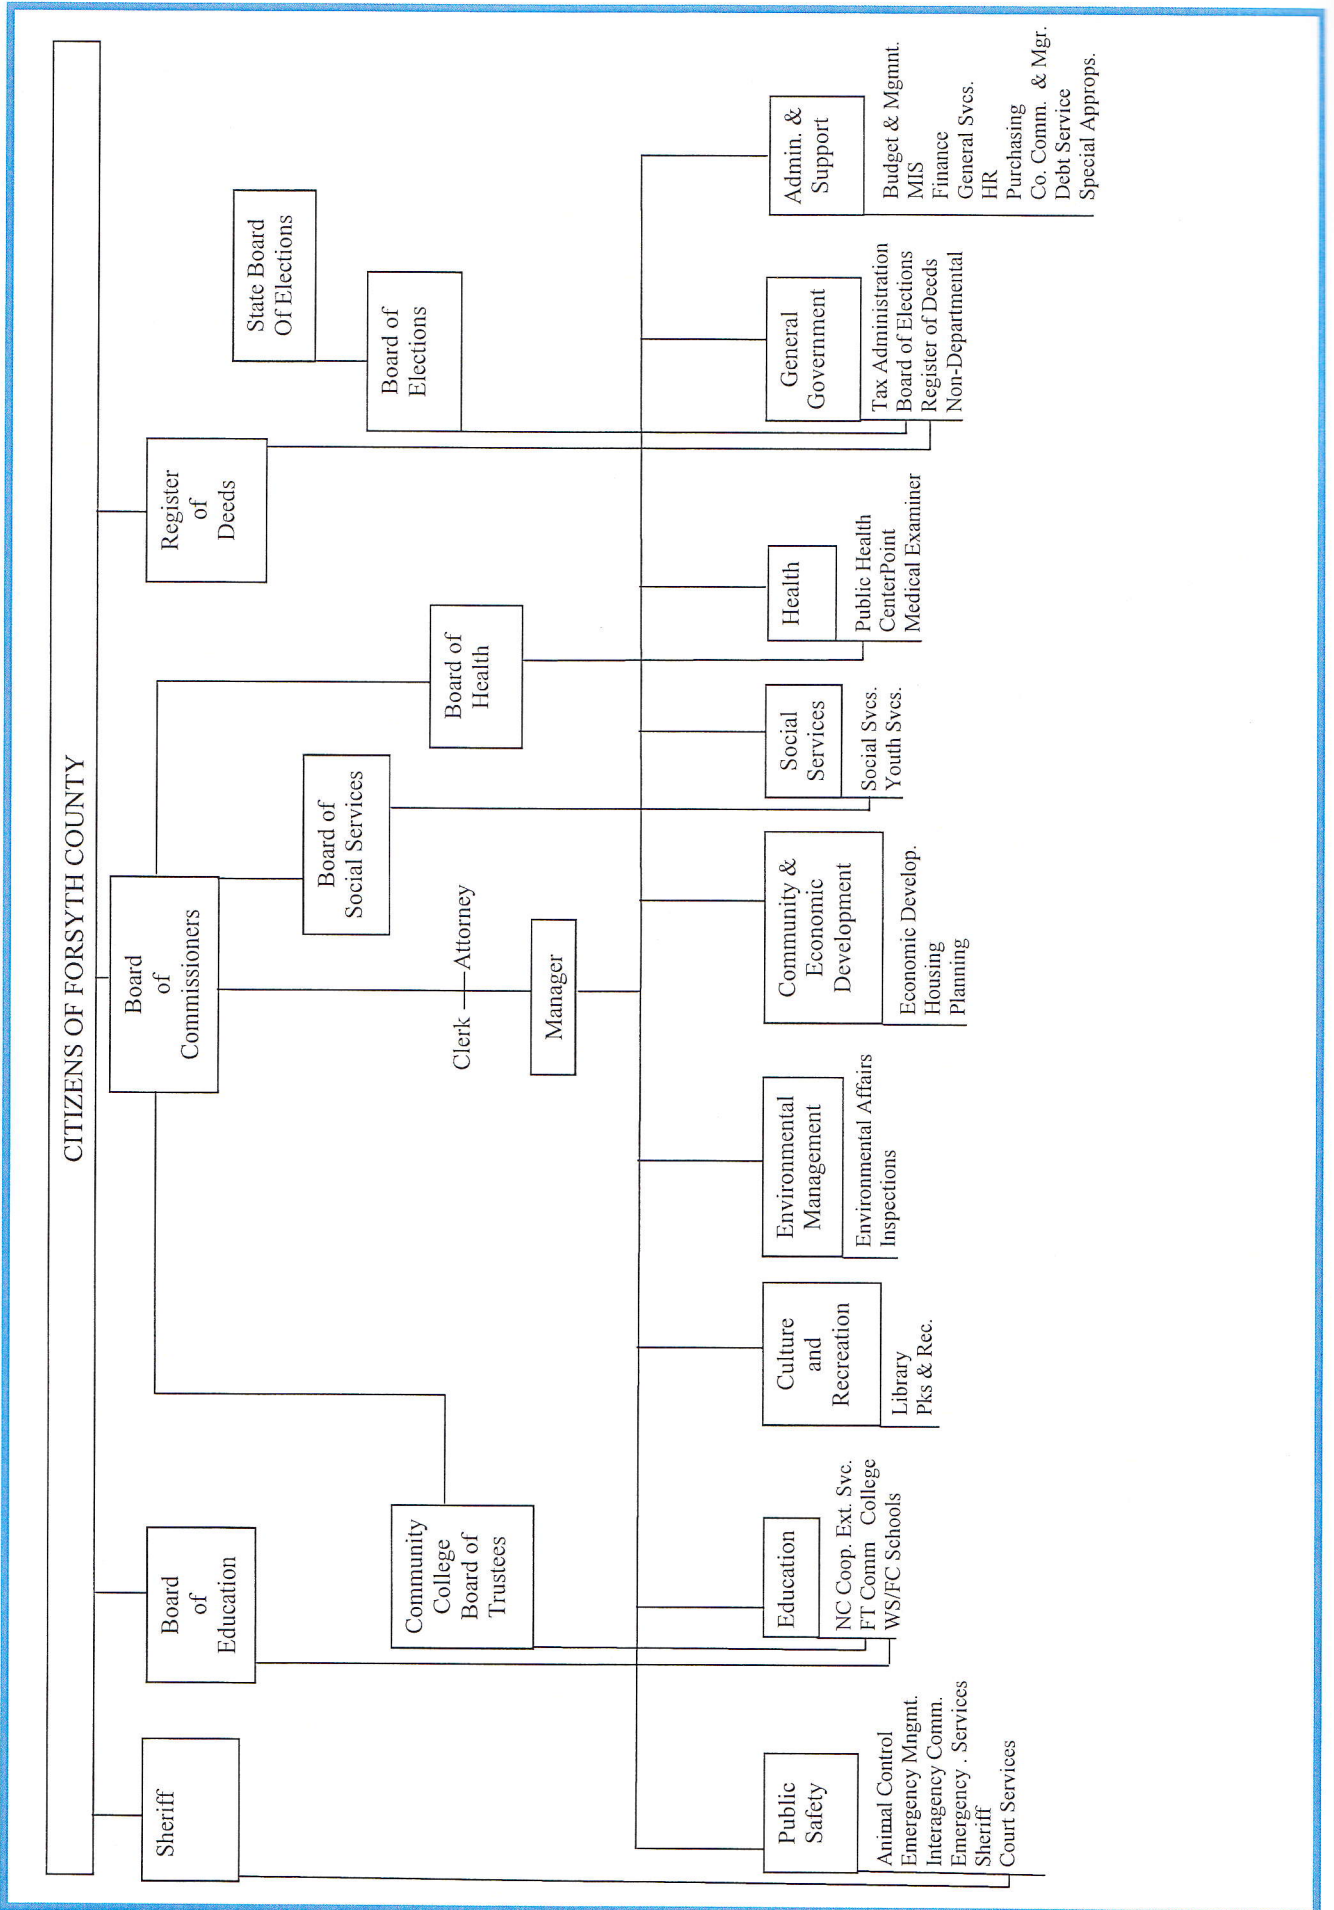 CITIZENS OF FORSYTH COUNTY
Sheriff
Board
of
Education
Board
of
Commissioners
Register
of
Deeds
State Board
Of Elections
Board of
Social Services
Board of
Elections
Community
College
Board of
Trustees
Board of
Health
Clerk
Attorney
Manager
Public
Safety
Animal Control
Emergency Mngmt.
Interagency Comm.
Emergency . Services
Sheriff
Court Services
Education
NC Coop. Ext. Svc.
FT Comm College
WS/FC Schools
Culture
and
Recreation
Library
Pks & Rec.
Environmental
Management
Environmental Affairs
Inspections
Community &
Economic
Development
Economic Develop.
Housing
Planning
Social
Services
Social Svcs.
Youth Svcs.
Health
Public Health
CenterPoint
Medical Examiner
General
Government
Tax Administration
Board of Elections
Register of Deeds
Non-Departmental
Admin. &
Support
Budget & Mgmnt.
MIS
Finance
General Svcs.
HR
Purchasing
Co. Comm. & Mgr.
Debt Service
Special Approps.